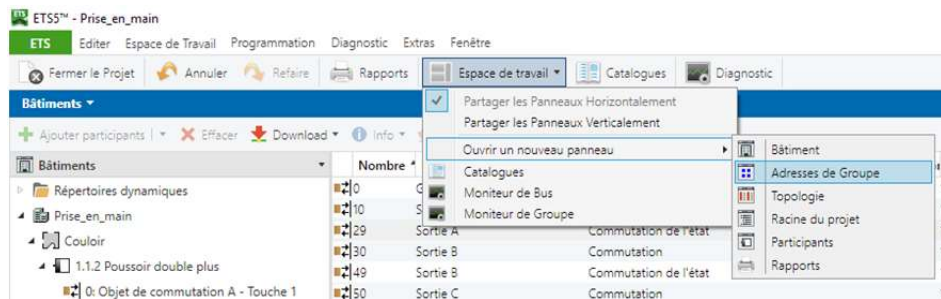 ETS5™ - Prise_en_main
ETS Editer Espace de Travail Programmation Diagnostic Extras Fenêtre
Fermer le Projet Annuler Refaire Rapports Espace de travail Catalogues Diagnostic
Bâtiments
Ajouter participants Effacer Download Info
Bâtiments Nombre
Répertoires dynamiques
Prise_en_main
Couloir
1.1.2 Poussoir double plus
0: Objet de commutation A - Touche 1
0
10
29 Sortie A Commutation de l'état
30 Sortie B Commutation
49 Sortie B Commutation de l'état
50 Sortie C Commutation
Partager les Panneaux Horizontalement
Partager les Panneaux Verticalement
Ouvrir un nouveau panneau
Catalogues
Moniteur de Bus
Moniteur de Groupe
Bâtiment
Adresses de Groupe
Topologie
Racine du projet
Participants
Rapports